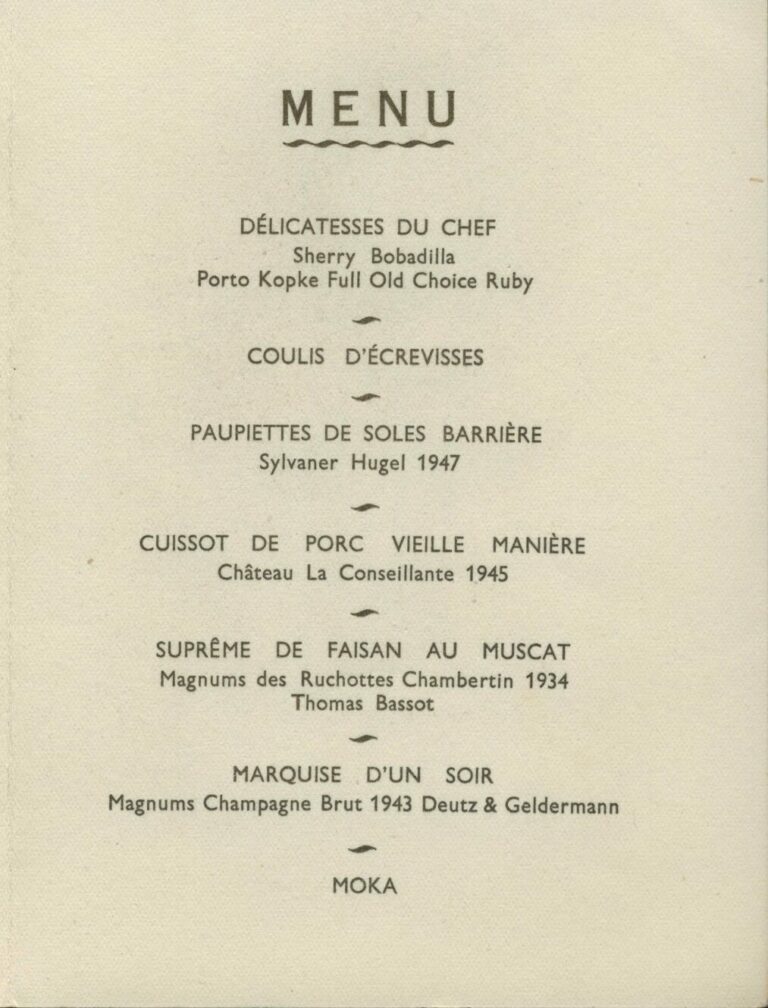 MENU
DÉLICATESSES DU CHEF
Sherry Bobadilla
Porto Kopke Full Old Choice Ruby
COULIS D'ÉCREVISSES
PAUPIETTES DE SOLES BARRIÈRE
Sylvaner Hugel 1947
CUISSOT DE PORC VIEILLE MANIÈRE
Château La Conseillante 1945
SUPRÊME DE FAISAN AU MUSCAT
Magnums des Ruchottes Chambertin 1934
Thomas Bassot
MARQUISE D'UN SOIR
Magnums Champagne Brut 1943 Deutz & Geldermann
MOKA